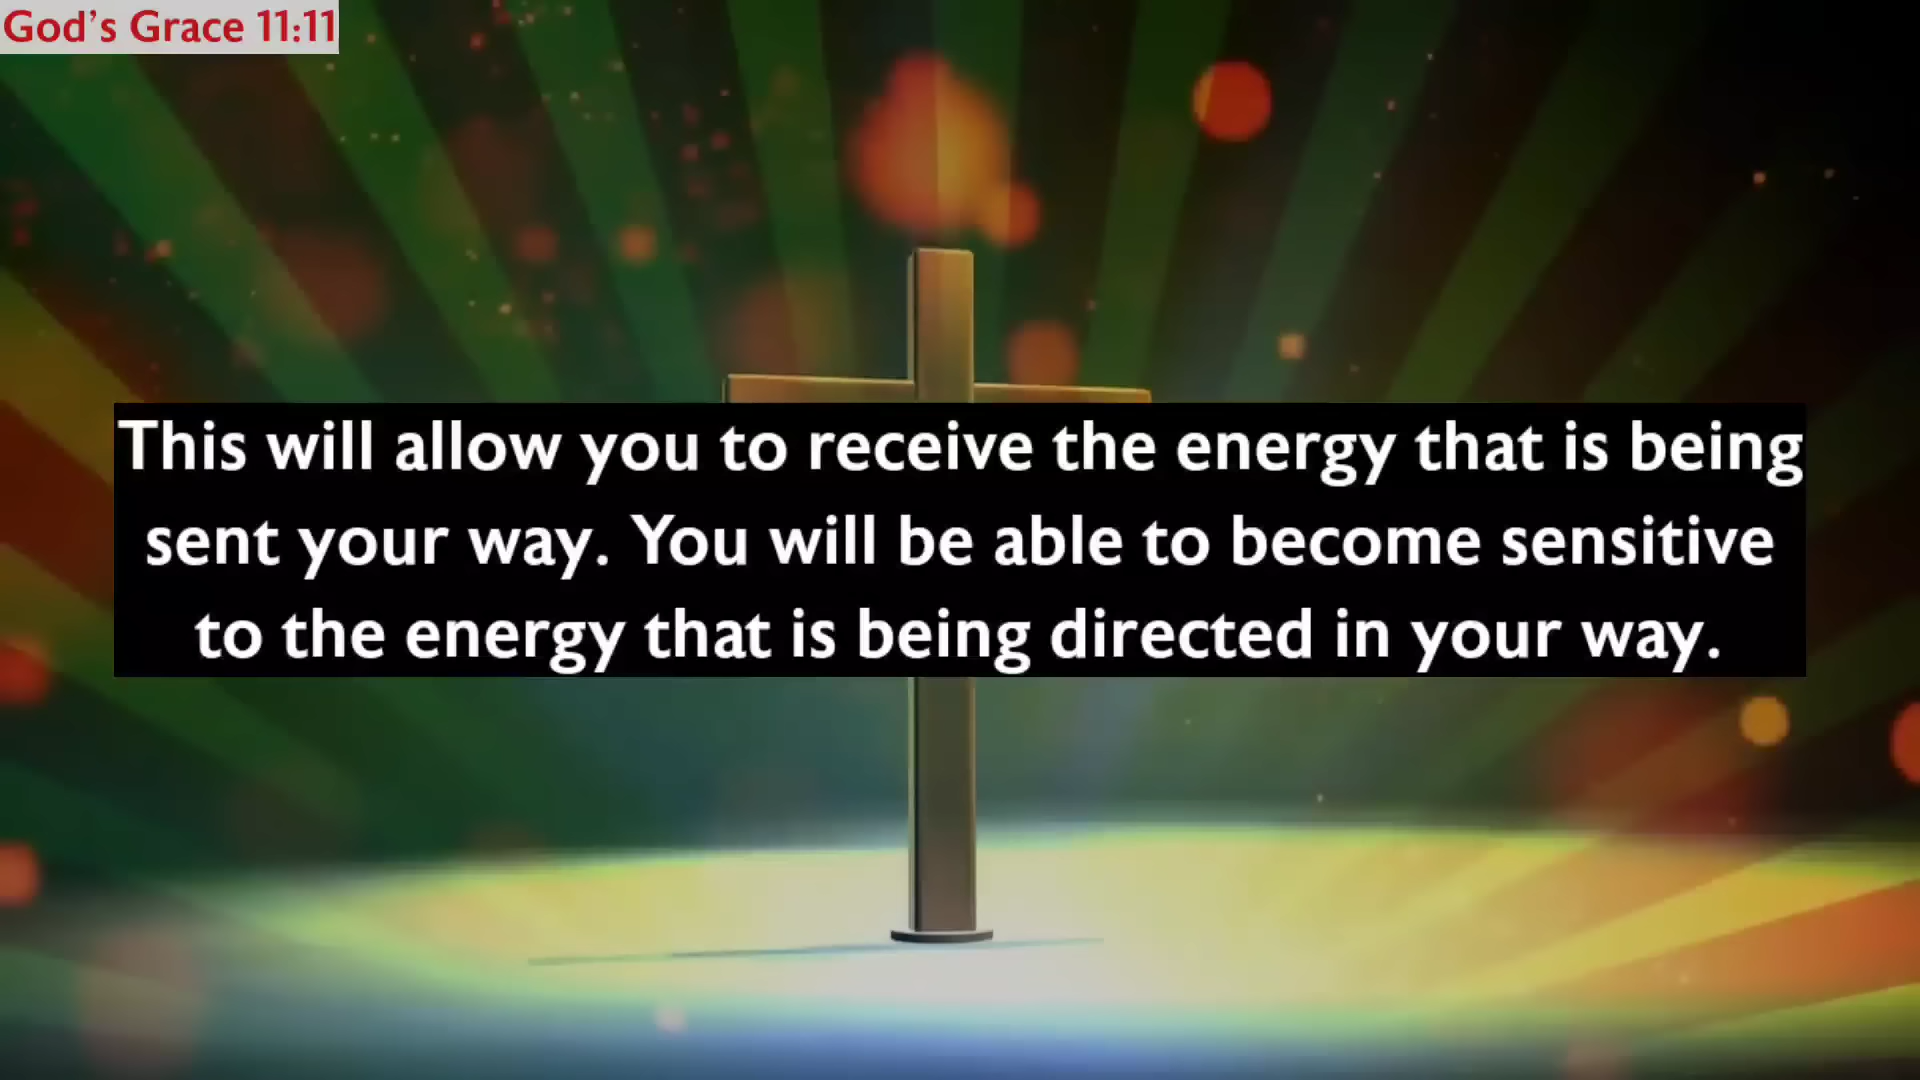 God's Grace 11:11
This will allow you to receive the energy that is being
sent your way. You will be able to become sensitive
to the energy that is being directed in your way.